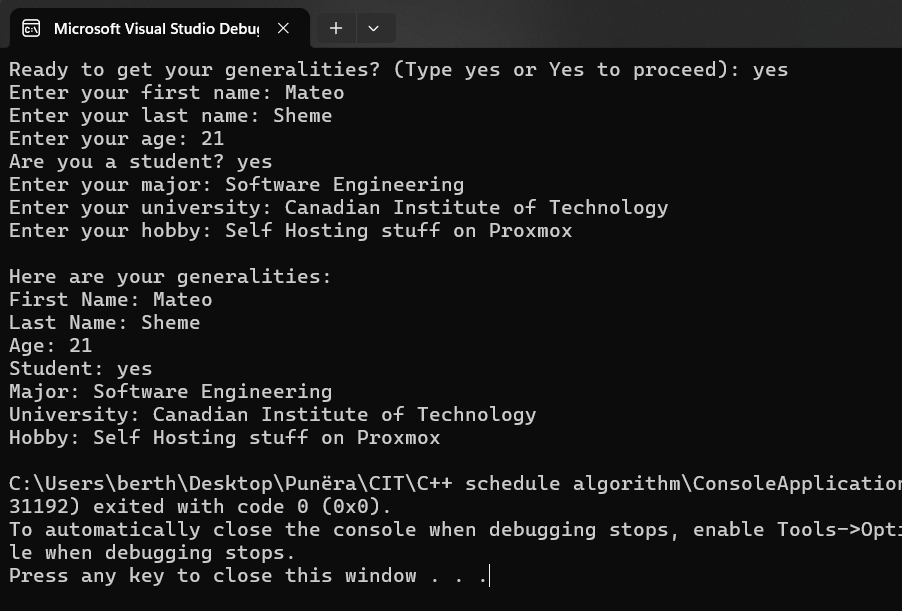 Microsoft Visual Studio Debu
Ready to get your generalities? (Type yes or Yes to proceed): yes
Enter your first name: Mateo
Enter your last name: Sheme
Enter your age: 21
Are you a student? yes
Enter your major: Software Engineering
Enter your university: Canadian Institute of Technology
Enter your hobby: Self Hosting stuff on Proxmox
Here are your generalities:
First Name: Mateo
Last Name: Sheme
Age: 21
Student: yes
Major: Software Engineering
University: Canadian Institute of Technology
Hobby: Self Hosting stuff on Proxmox
C:\Users\berth\Desktop\Punëra\CIT\C++ schedule algorithm\ConsoleApplication
31192) exited with code 0 (0x0).
To automatically close the console when debugging stops, enable Tools->Opti
le when debugging stops.
Press any key to close this window . . .